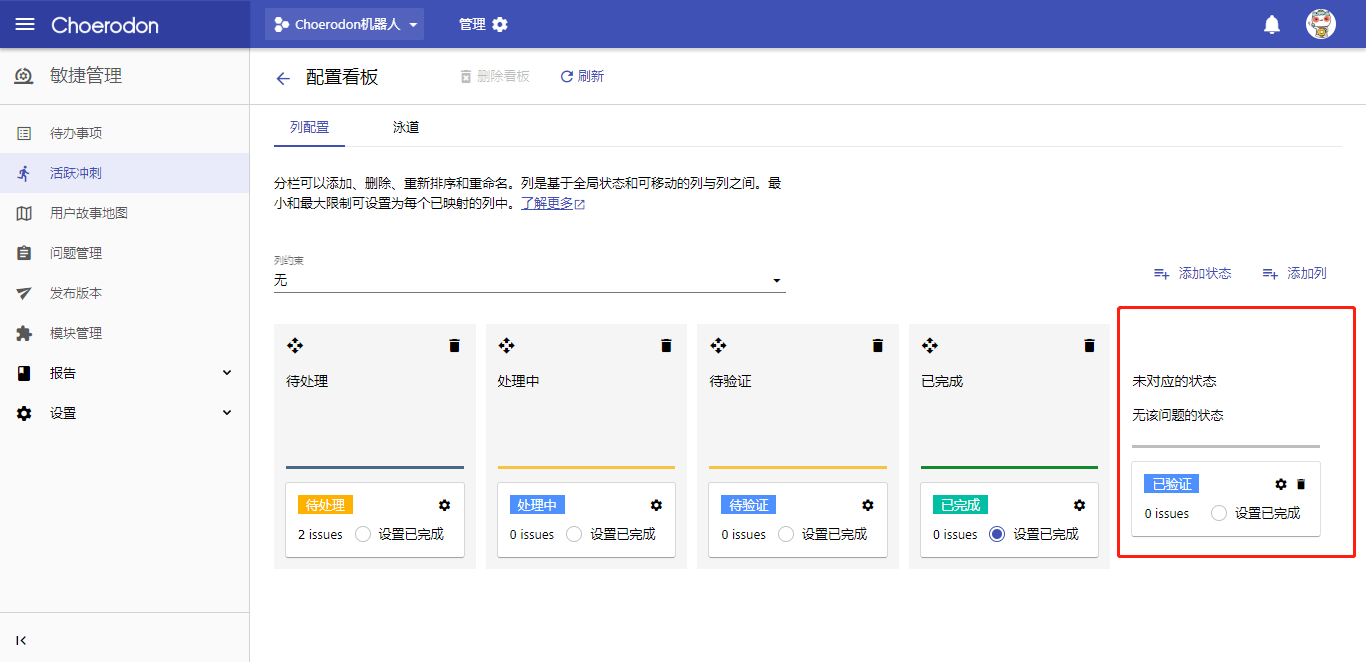 Choerodon
Choerodon机器人
管理
敏捷管理
待办事项
活跃冲刺
用户故事地图
问题管理
发布版本
模块管理
报告
设置
配置看板
删除看板
刷新
列配置
泳道
分栏可以添加、删除、重新排序和重命名。列是基于全局状态和可移动的列与列之间。最
小和最大限制可设置为每个已映射的列中。了解更多
列约束
无
添加状态
添加列
待处理
待处理
2 issues 设置已完成
处理中
处理中
0 issues 设置已完成
待验证
待验证
0 issues 设置已完成
已完成
已完成
0 issues 设置已完成
未对应的状态
无该问题的状态
已验证
0 issues 设置已完成